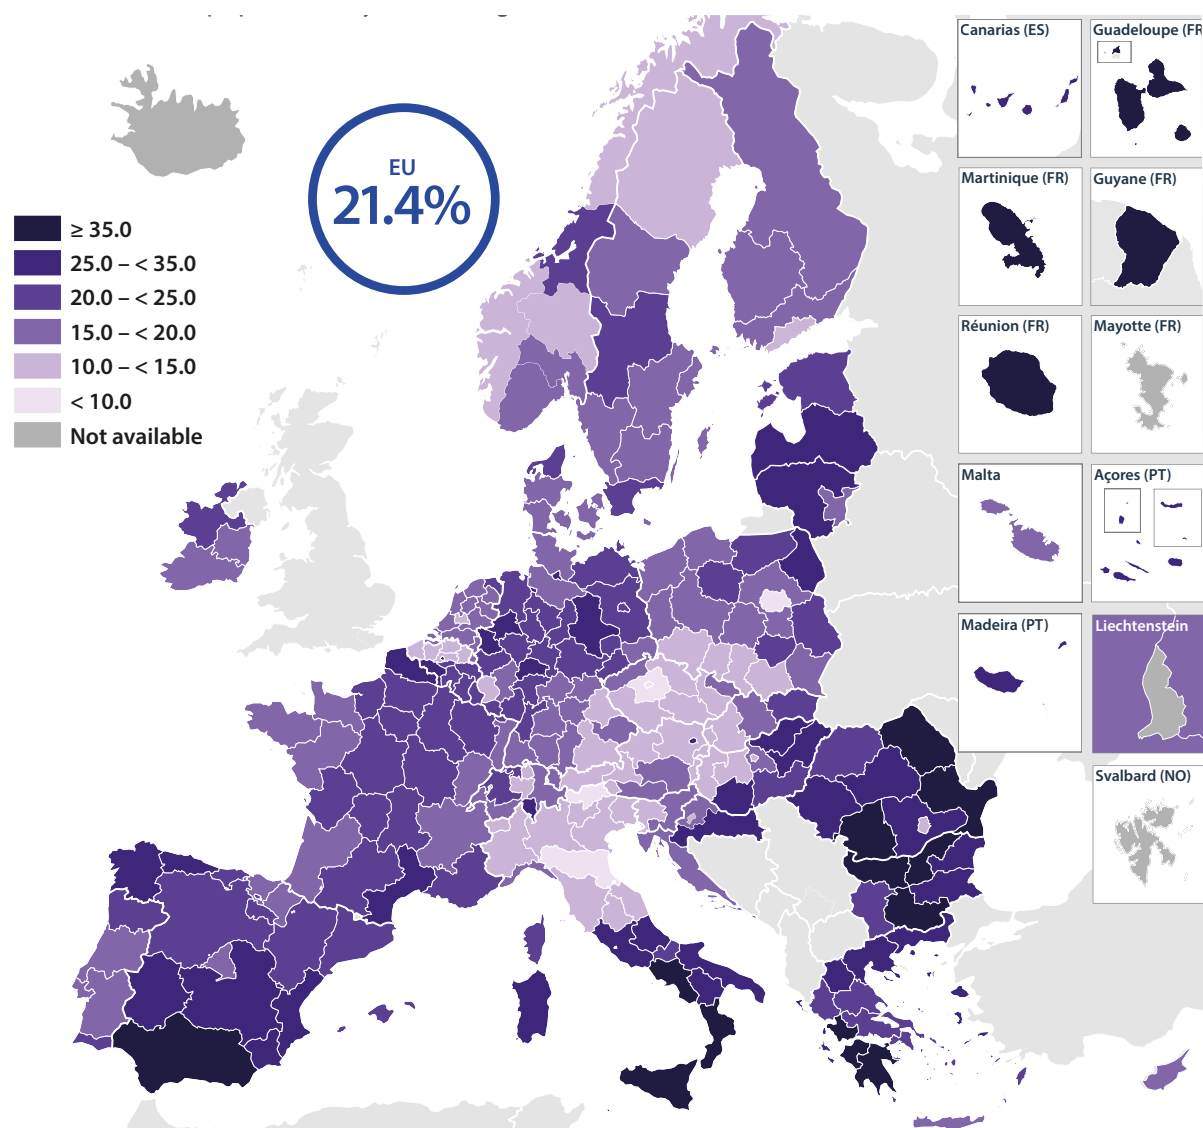 EU
21.4%
≥ 35.0
25.0 – < 35.0
20.0 – < 25.0
15.0 – < 20.0
10.0 – < 15.0
< 10.0
Not available
Canarias (ES)
Guadeloupe (FR
Martinique (FR)
Guyane (FR)
Réunion (FR)
Mayotte (FR)
Malta
Açores (PT)
Madeira (PT)
Liechtenstein
Svalbard (NO)